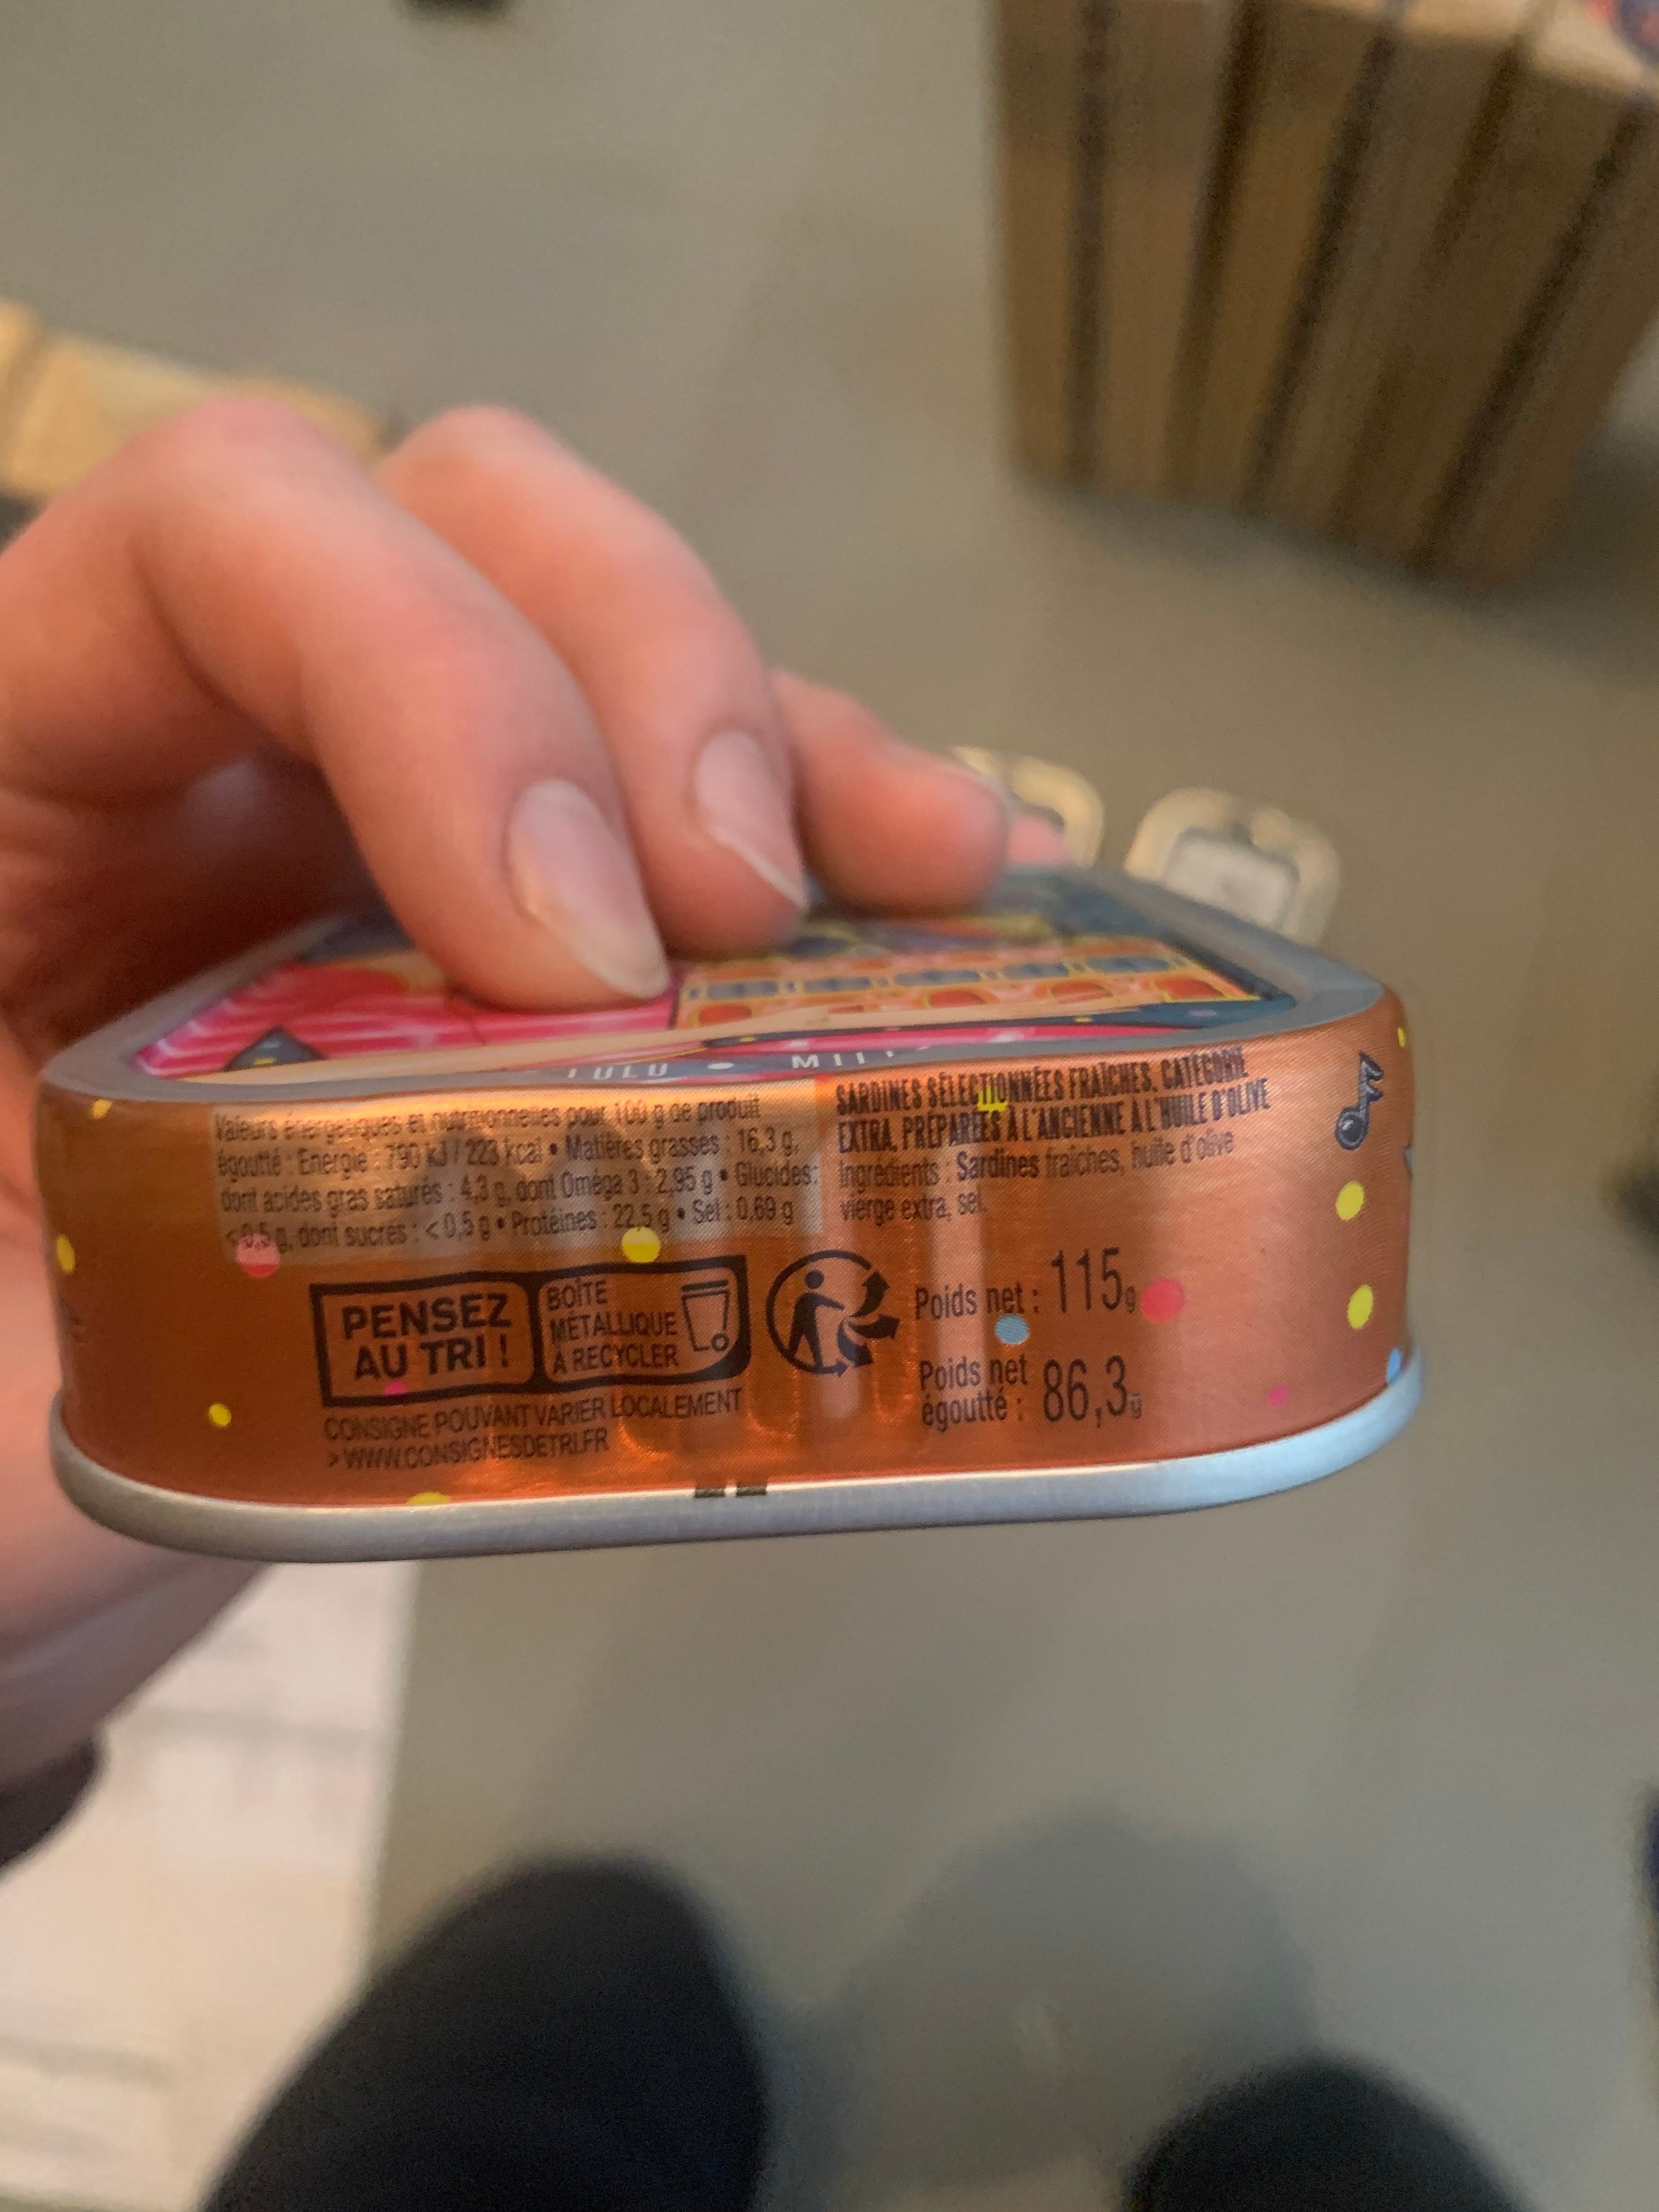 LULU • MIL
Valeurs énergétiques et nutritionnelles pour 100 g de produit
égoutté : Energie : 790 kJ / 223 kcal • Matières grasses : 16,3 g,
dont acides gras saturés : 4,3 g, dont Oméga 3 : 2,95 g • Glucides:
< 0,5 g, dont sucres : < 0,5 g • Protéines : 22,5 g • Sel : 0,69 g
SARDINES SÉLECTIONNÉES FRAÎCHES, CATÉGORIE
EXTRA, PRÉPARÉES À L'ANCIENNE À L'HUILE D'OLIVE
Ingrédients : Sardines fraîches, huile d'olive
vierge extra, sel.
PENSEZ
AU TRI !
BOÎTE
MÉTALLIQUE
À RECYCLER
CONSIGNE POUVANT VARIER LOCALEMENT
> WWW.CONSIGNESDETRI.FR
Poids net : 115g
Poids net
égoutté : 86,3g